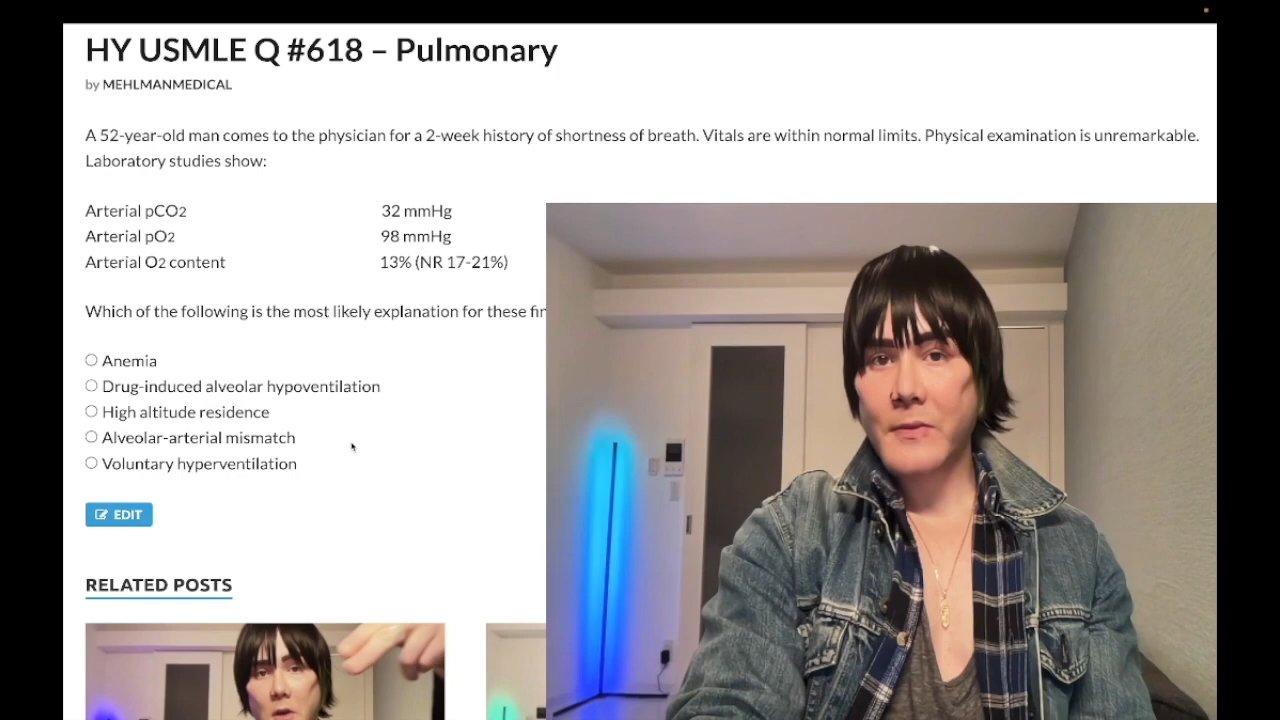 HY USMLE Q #618 – Pulmonary
by MEHLMANMEDICAL
A 52-year-old man comes to the physician for a 2-week history of shortness of breath. Vitals are within normal limits. Physical examination is unremarkable.
Laboratory studies show:
Arterial pCO2 32 mmHg
Arterial pO2 98 mmHg
Arterial O2 content 13% (NR 17-21%)
Which of the following is the most likely explanation for these fin
Anemia
Drug-induced alveolar hypoventilation
High altitude residence
Alveolar-arterial mismatch
Voluntary hyperventilation
EDIT
RELATED POSTS